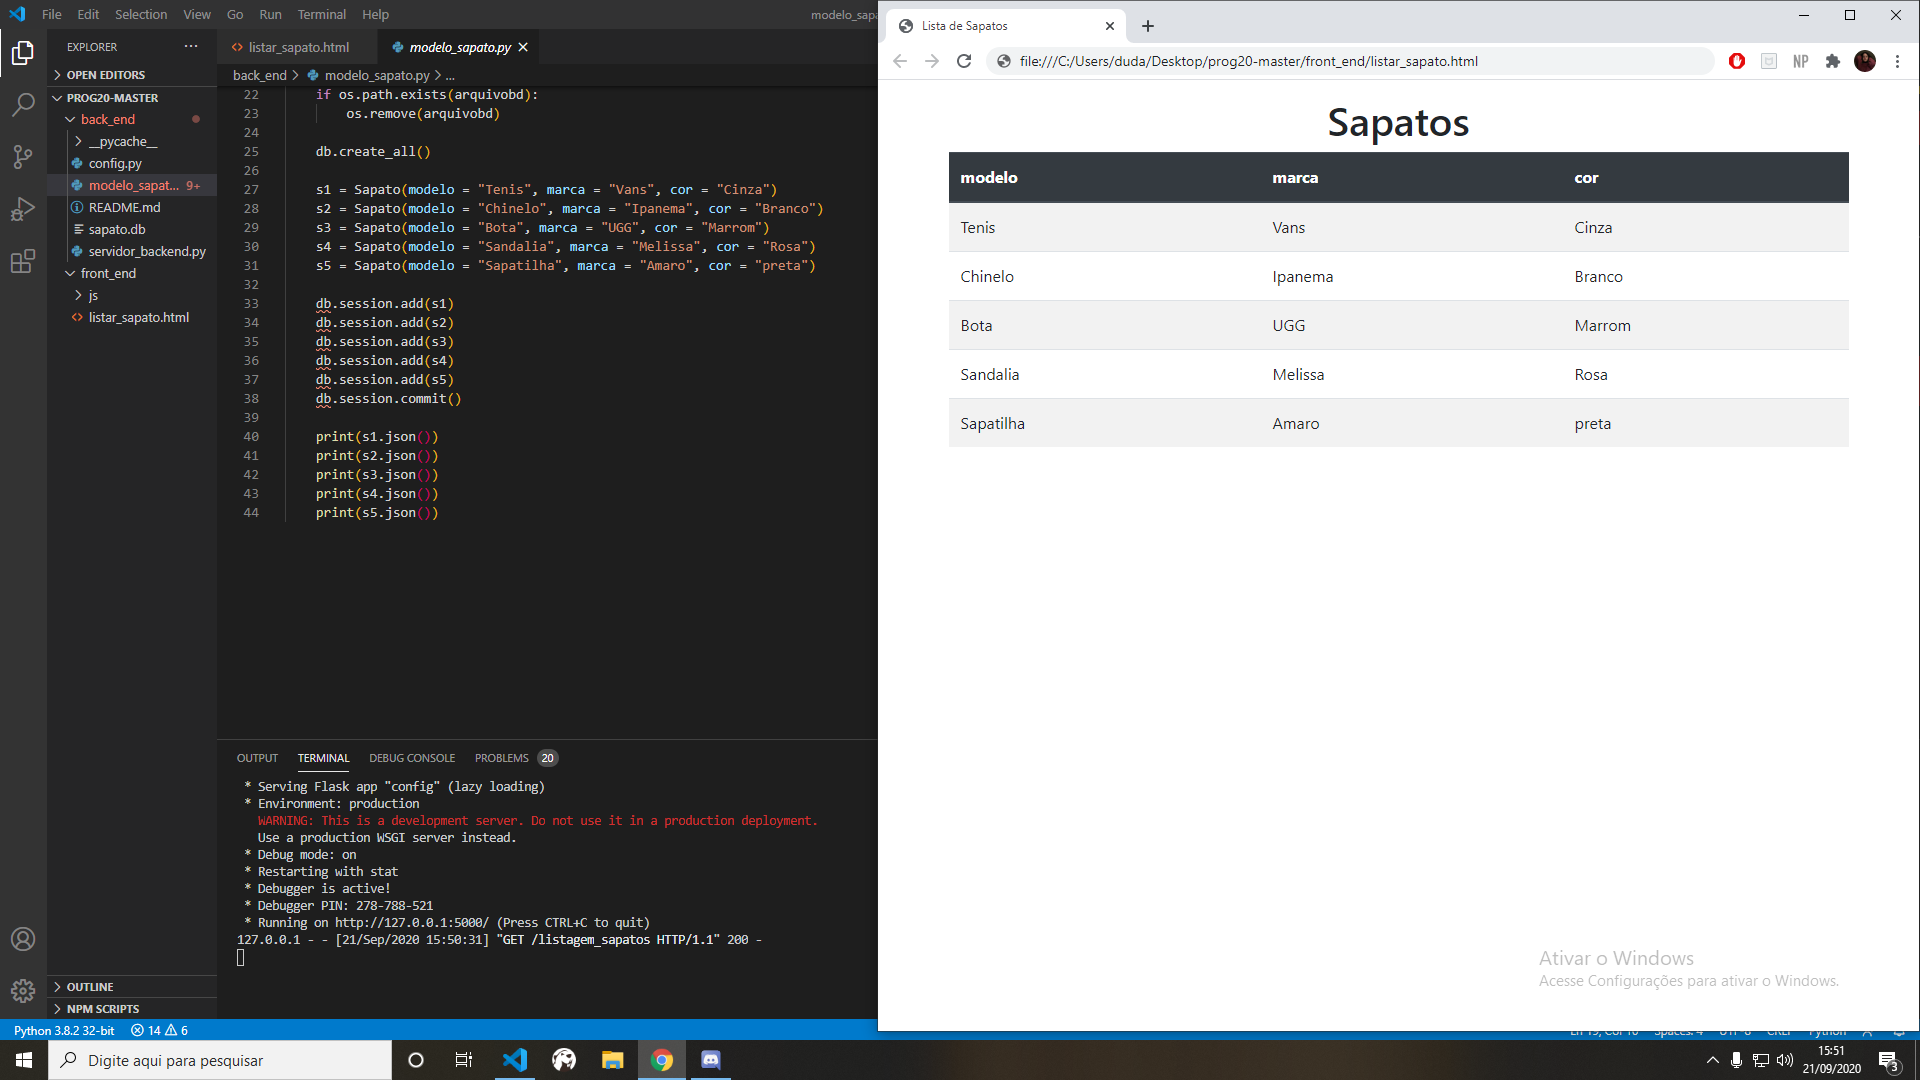 File Edit Selection View Go Run Terminal Help
modelo_sapa
EXPLORER ...
OPEN EDITORS
PROG20-MASTER
back_end
__pycache__
config.py
modelo_sapat... 9+
README.md
sapato.db
servidor_backend.py
front_end
js
listar_sapato.html
OUTLINE
NPM SCRIPTS
listar_sapato.html modelo_sapato.py
back_end > modelo_sapato.py > ...
22 if os.path.exists(arquivobd):
23 os.remove(arquivobd)
24
25 db.create_all()
26
27 s1 = Sapato(modelo = "Tenis", marca = "Vans", cor = "Cinza")
28 s2 = Sapato(modelo = "Chinelo", marca = "Ipanema", cor = "Branco")
29 s3 = Sapato(modelo = "Bota", marca = "UGG", cor = "Marrom")
30 s4 = Sapato(modelo = "Sandalia", marca = "Melissa", cor = "Rosa")
31 s5 = Sapato(modelo = "Sapatilha", marca = "Amaro", cor = "preta")
32
33 db.session.add(s1)
34 db.session.add(s2)
35 db.session.add(s3)
36 db.session.add(s4)
37 db.session.add(s5)
38 db.session.commit()
39
40 print(s1.json())
41 print(s2.json())
42 print(s3.json())
43 print(s4.json())
44 print(s5.json())
OUTPUT TERMINAL DEBUG CONSOLE PROBLEMS 20
* Serving Flask app "config" (lazy loading)
* Environment: production
WARNING: This is a development server. Do not use it in a production deployment.
Use a production WSGI server instead.
* Debug mode: on
* Restarting with stat
* Debugger is active!
* Debugger PIN: 278-788-521
* Running on http://127.0.0.1:5000/ (Press CTRL+C to quit)
127.0.0.1 - - [21/Sep/2020 15:50:31] "GET /listagem_sapatos HTTP/1.1" 200 -
Python 3.8.2 32-bit 14 6
Lista de Sapatos
file:///C:/Users/duda/Desktop/prog20-master/front_end/listar_sapato.html
NP
Sapatos
modelo marca cor
Tenis Vans Cinza
Chinelo Ipanema Branco
Bota UGG Marrom
Sandalia Melissa Rosa
Sapatilha Amaro preta
Ativar o Windows
Acesse Configurações para ativar o Windows.
Digite aqui para pesquisar
15:51
21/09/2020
3